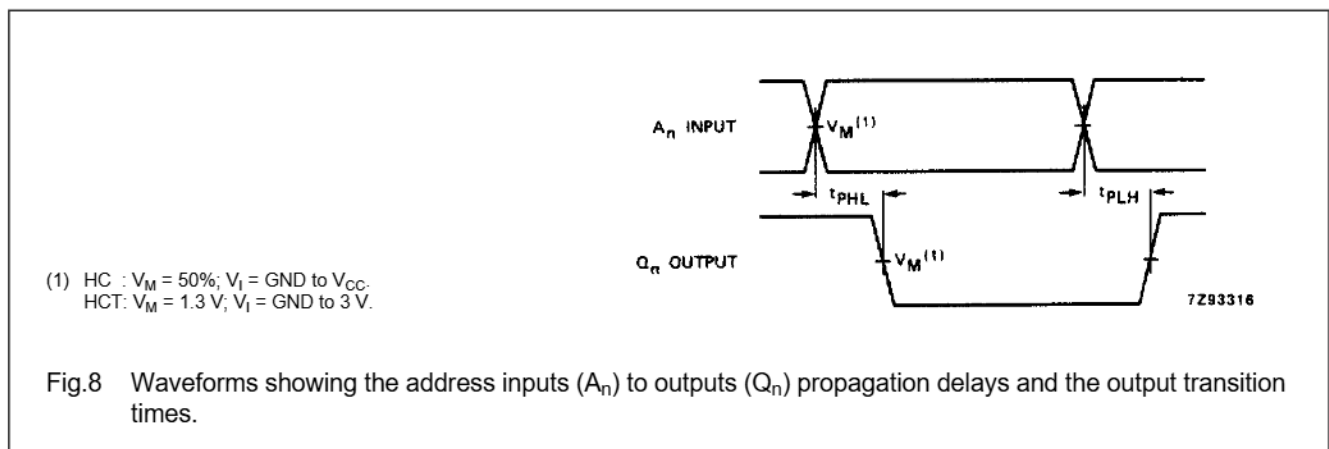 An INPUT
VM(1)
tPHL
tPLH
Qn OUTPUT
VM(1)
7Z93316
(1) HC : VM = 50%; VI = GND to VCC.
HCT: VM = 1.3 V; VI = GND to 3 V.
Fig.8 Waveforms showing the address inputs (An) to outputs (Qn) propagation delays and the output transition
times.